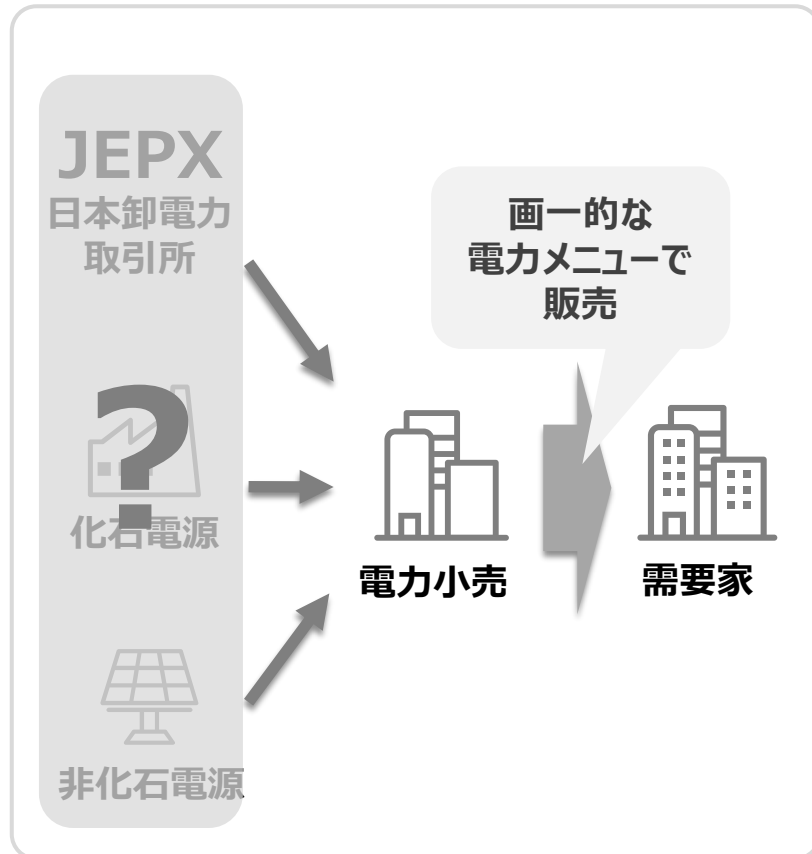 JEPX
日本卸電力
取引所
画一的な
電力メニューで
販売
?
化石電源
電力小売
需要家
非化石電源